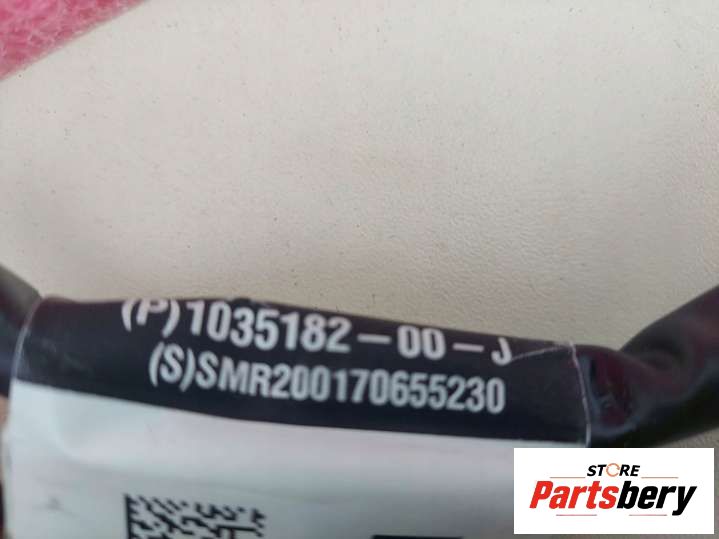 (P)1035182-00-J
(S)SMR200170655230
STORE
Partsbery